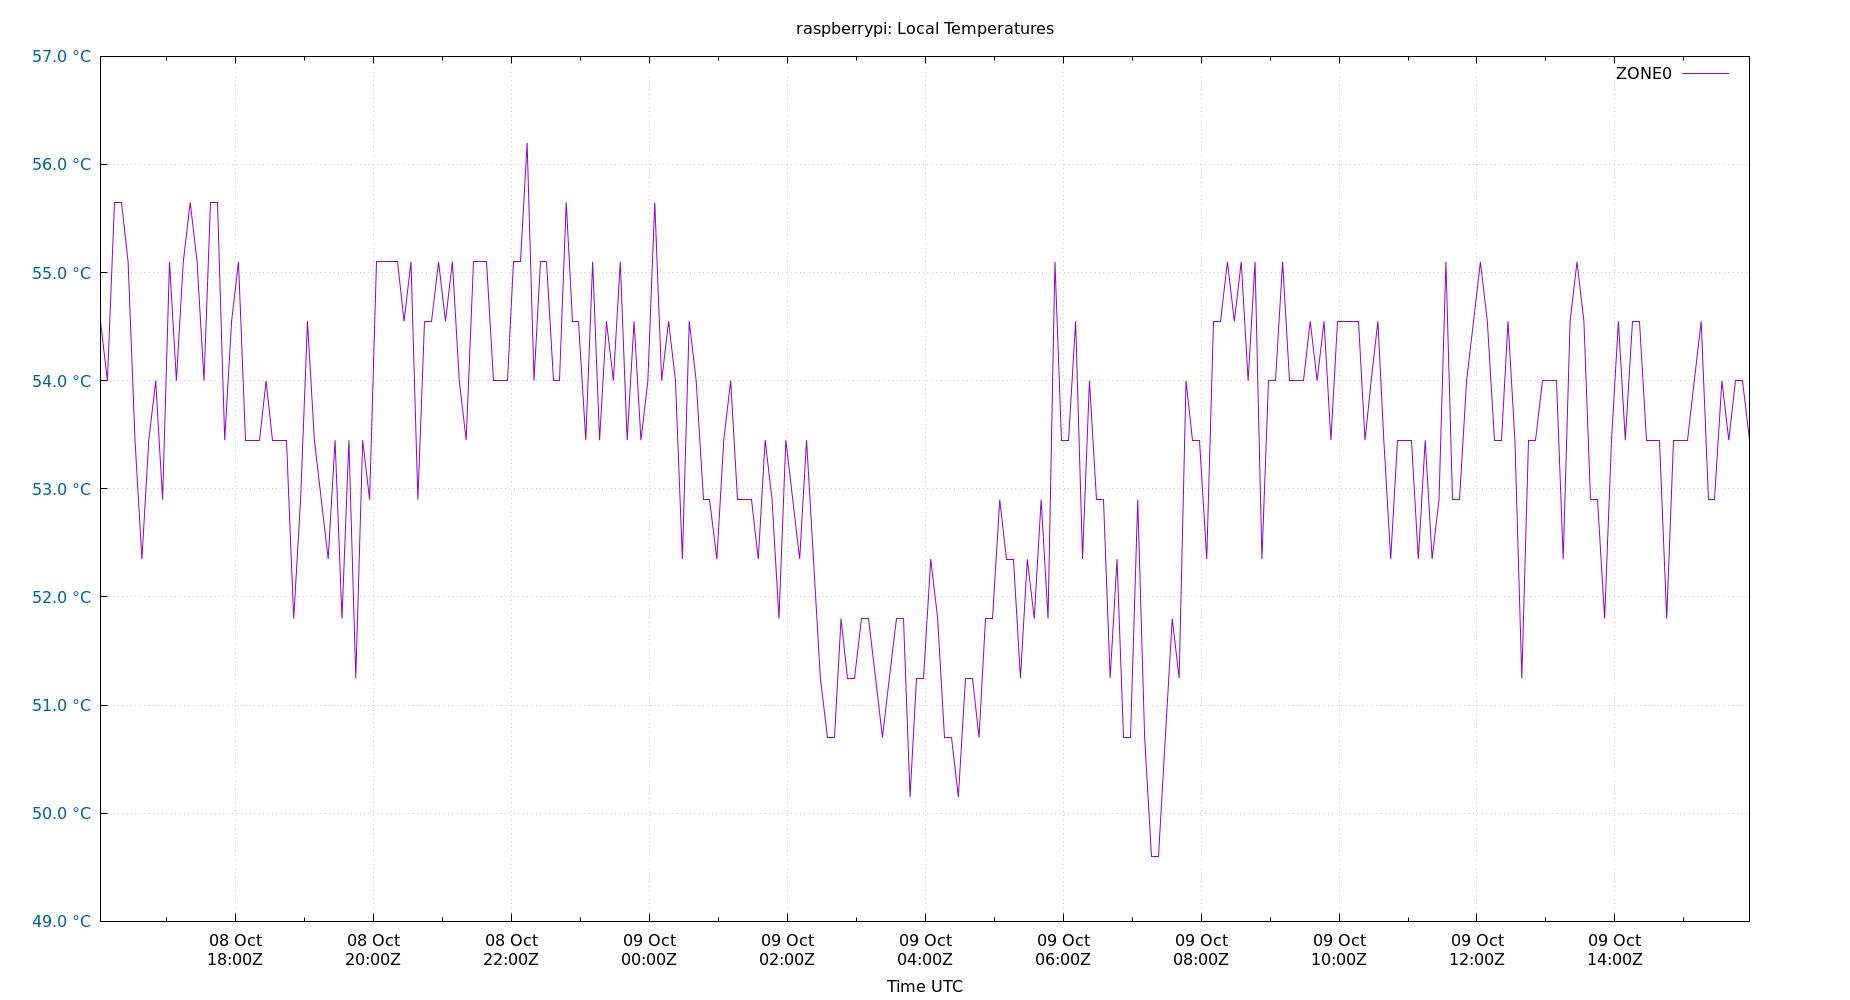 raspberrypi: Local Temperatures
57.0 °C
ZONE0
56.0 °C
55.0 °C
54.0 °C
53.0 °C
52.0 °C
51.0 °C
50.0 °C
49.0 °C
08 Oct 08 Oct 08 Oct 09 Oct 09 Oct 09 Oct 09 Oct 09 Oct 09 Oct 09 Oct 09 Oct
18:00Z 20:00Z 22:00Z 00:00Z 02:00Z 04:00Z 06:00Z 08:00Z 10:00Z 12:00Z 14:00Z
Time UTC